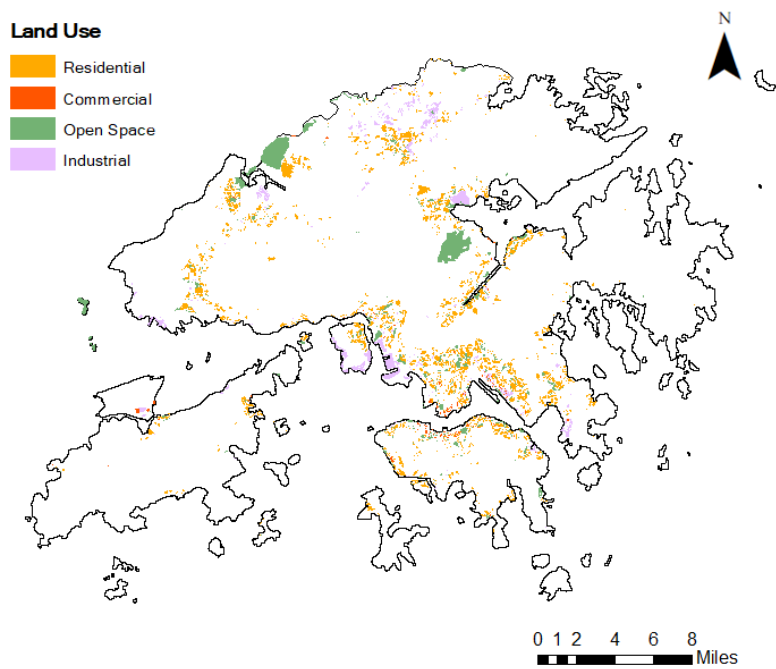 Land Use
Residential
Commercial
Open Space
Industrial
N
0 1 2 4 6 8
Miles